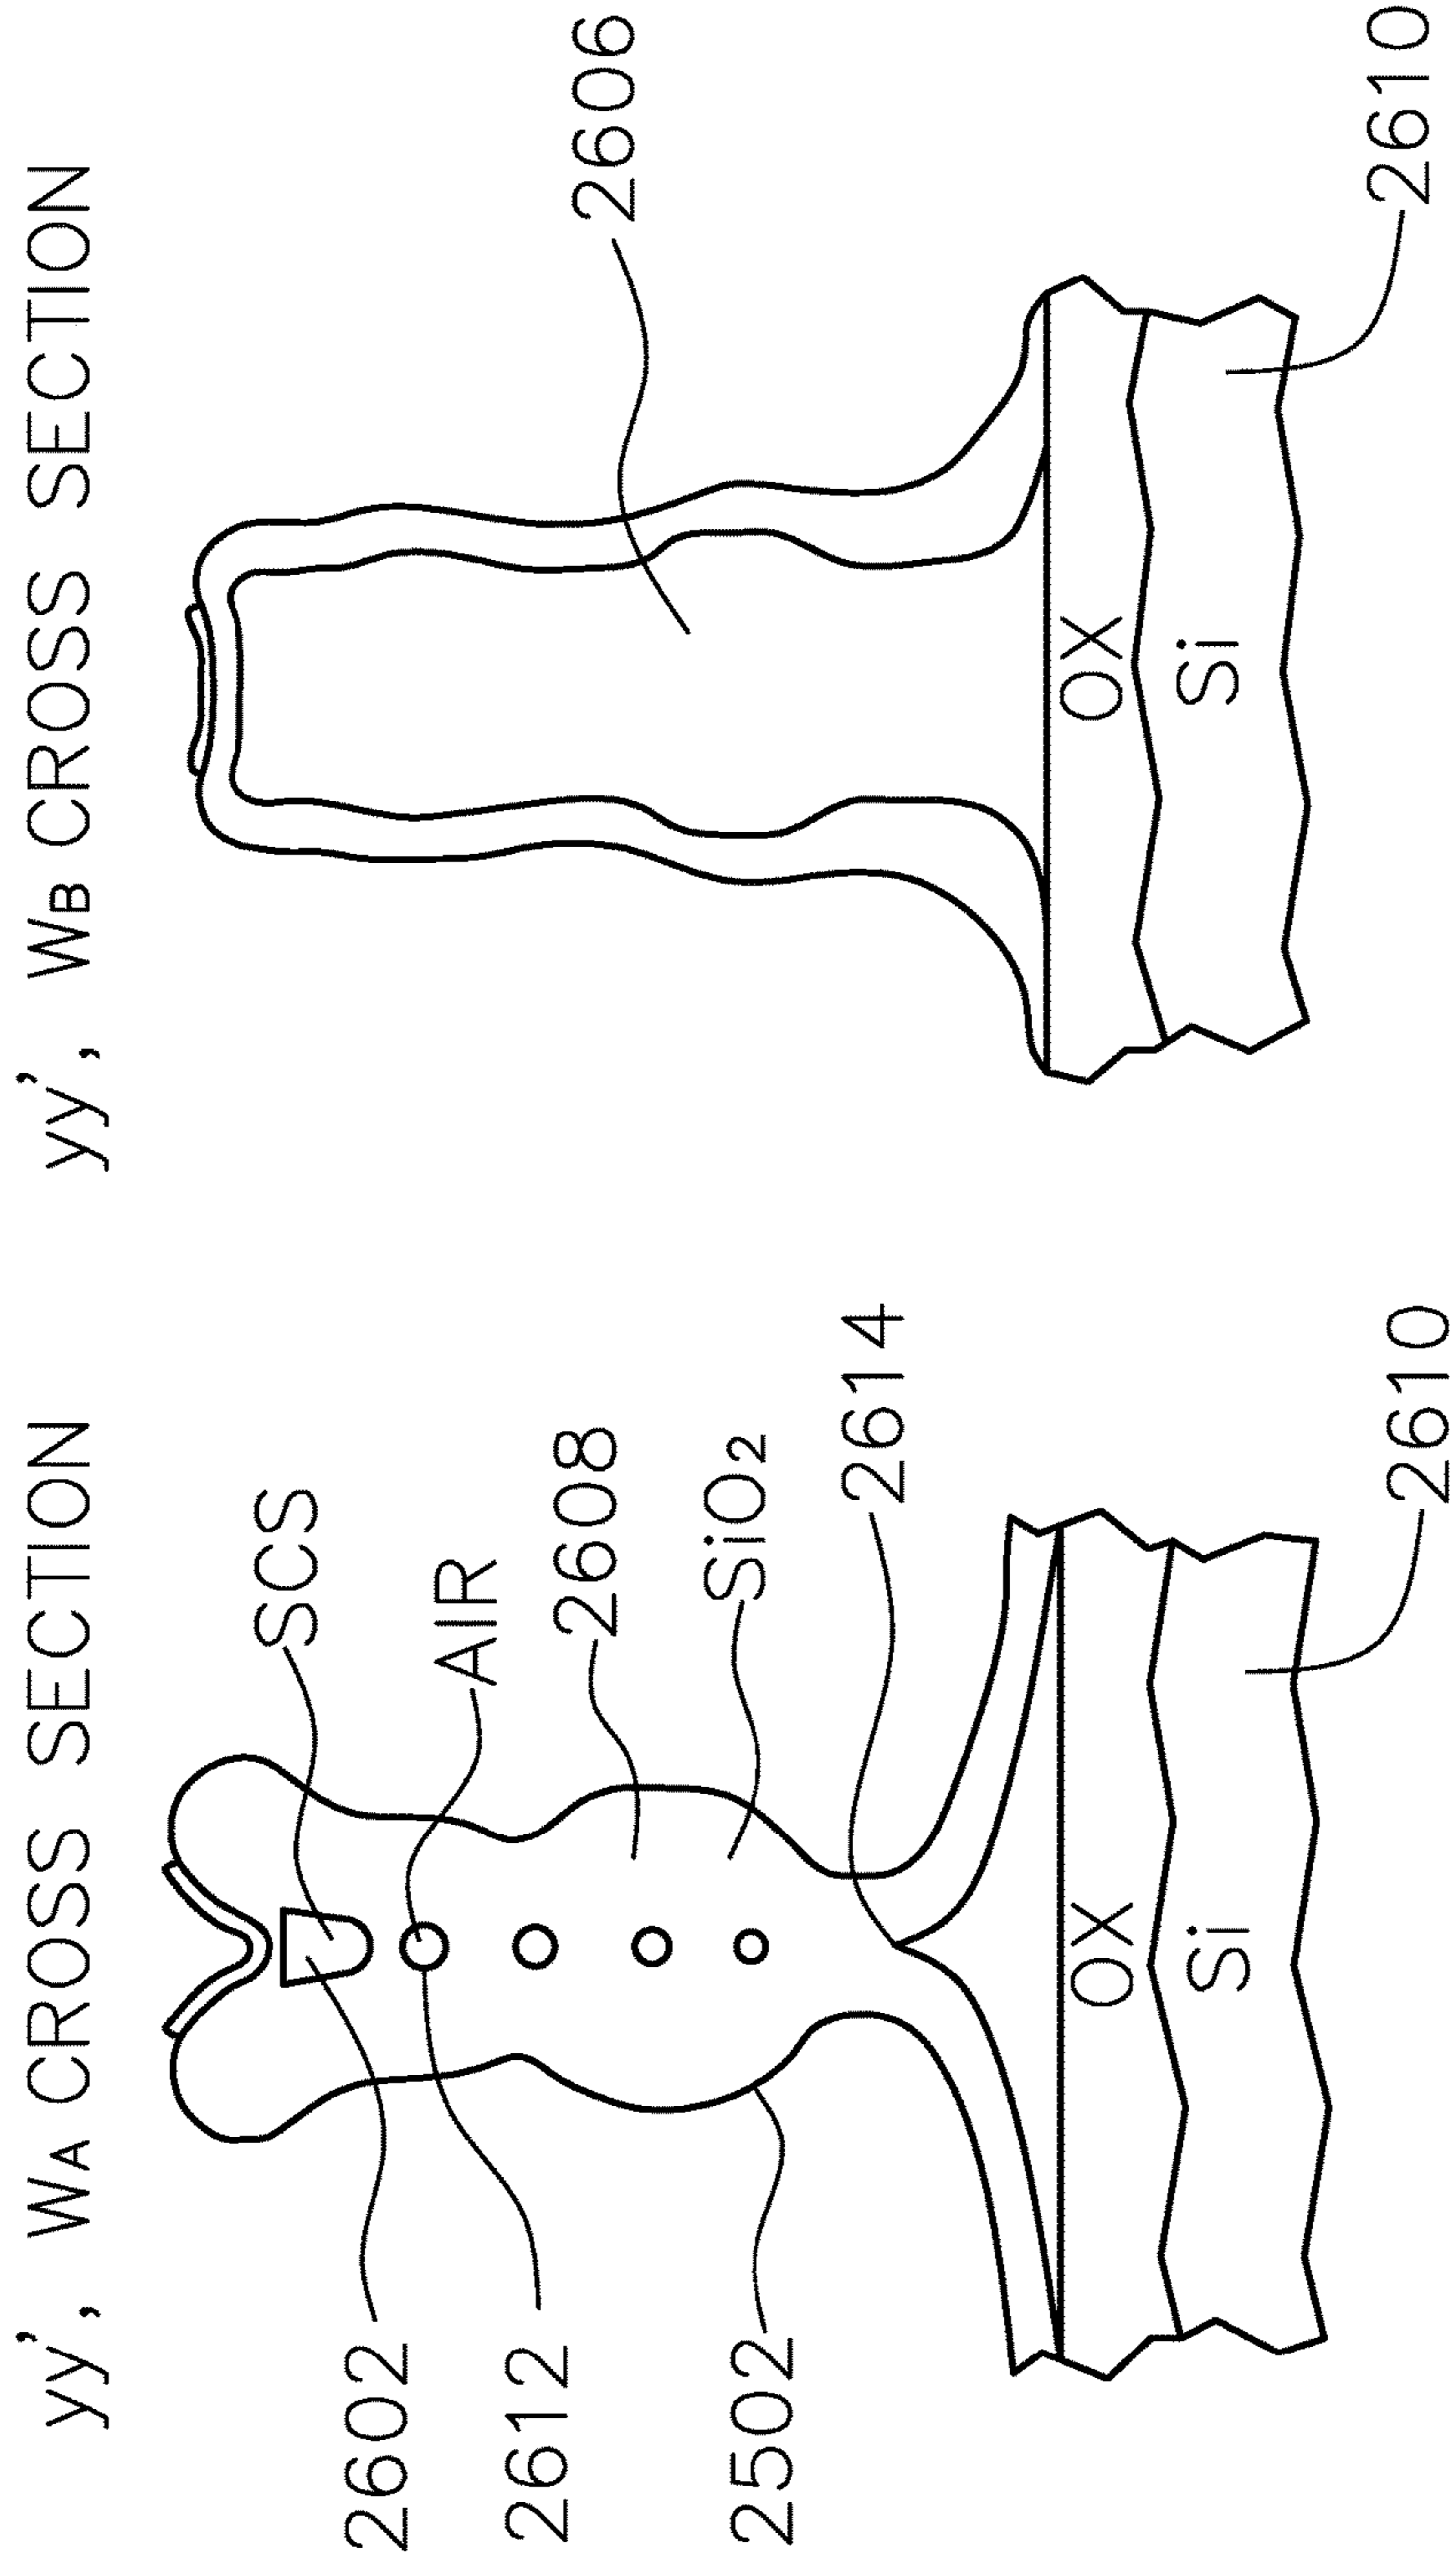 yy', WA CROSS SECTION
SCS
AIR
2602
2608
2612
SiO2
2502
2614
OX
Si
2610
yy', WB CROSS SECTION
2606
OX
Si
2610